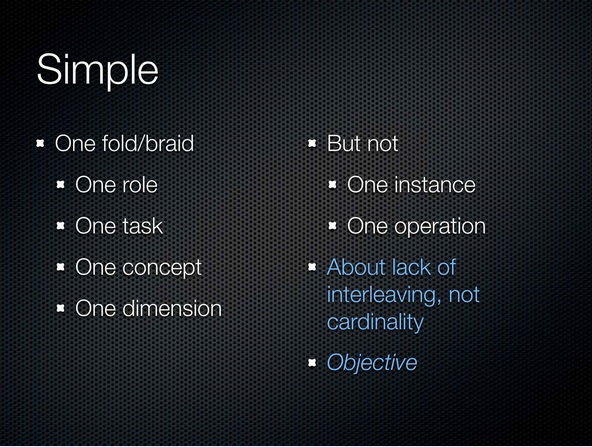 Simple
One fold/braid
One role
One task
One concept
One dimension
But not
One instance
One operation
About lack of
interleaving, not
cardinality
Objective